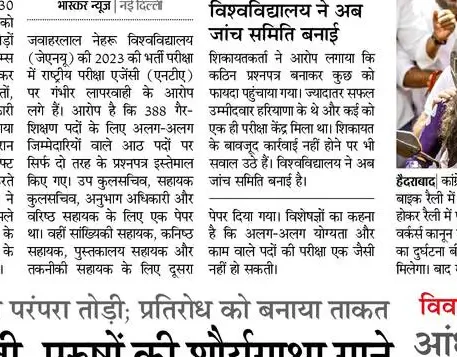 भास्कर न्यूज | नई दिल्ली
जवाहरलाल नेहरू विश्वविद्यालय
(जेएनयू) की 2023 की भर्ती परीक्षा
में राष्ट्रीय परीक्षा एजेंसी (एनटीए)
पर गंभीर लापरवाही के आरोप
लगे हैं। आरोप है कि 388 गैर-
शिक्षण पदों के लिए अलग-अलग
जिम्मेदारियों वाले आठ पदों पर
सिर्फ दो तरह के प्रश्नपत्र इस्तेमाल
किए गए। उप कुलसचिव, सहायक
कुलसचिव, अनुभाग अधिकारी और
वरिष्ठ सहायक के लिए एक पेपर
था। वहीं सांख्यिकी सहायक, कनिष्ठ
सहायक, पुस्तकालय सहायक और
तकनीकी सहायक के लिए दूसरा
विश्वविद्यालय ने अब
जांच समिति बनाई
शिकायतकर्ता ने आरोप लगाया कि
कठिन प्रश्नपत्र बनाकर कुछ को
फायदा पहुंचाया गया। ज्यादातर सफल
उम्मीदवार हरियाणा के थे और कई को
एक ही परीक्षा केंद्र मिला था। शिकायत
के बावजूद कार्रवाई नहीं होने पर भी
सवाल उठे हैं। विश्वविद्यालय ने अब
जांच समिति बनाई है।
पेपर दिया गया। विशेषज्ञों का कहना
है कि अलग-अलग योग्यता और
काम वाले पदों की परीक्षा एक जैसी
नहीं हो सकती।
हैदराबाद| कांग्रे
बाइक रैली में
होकर रैली में प
वर्कर्स कानून
का दुर्घटना बी
मिलेगा। बाद
परंपरा तोड़ी; प्रतिरोध को बनाया ताकत
पुरुषों की शौर्यगाथा गाने
विव
आं